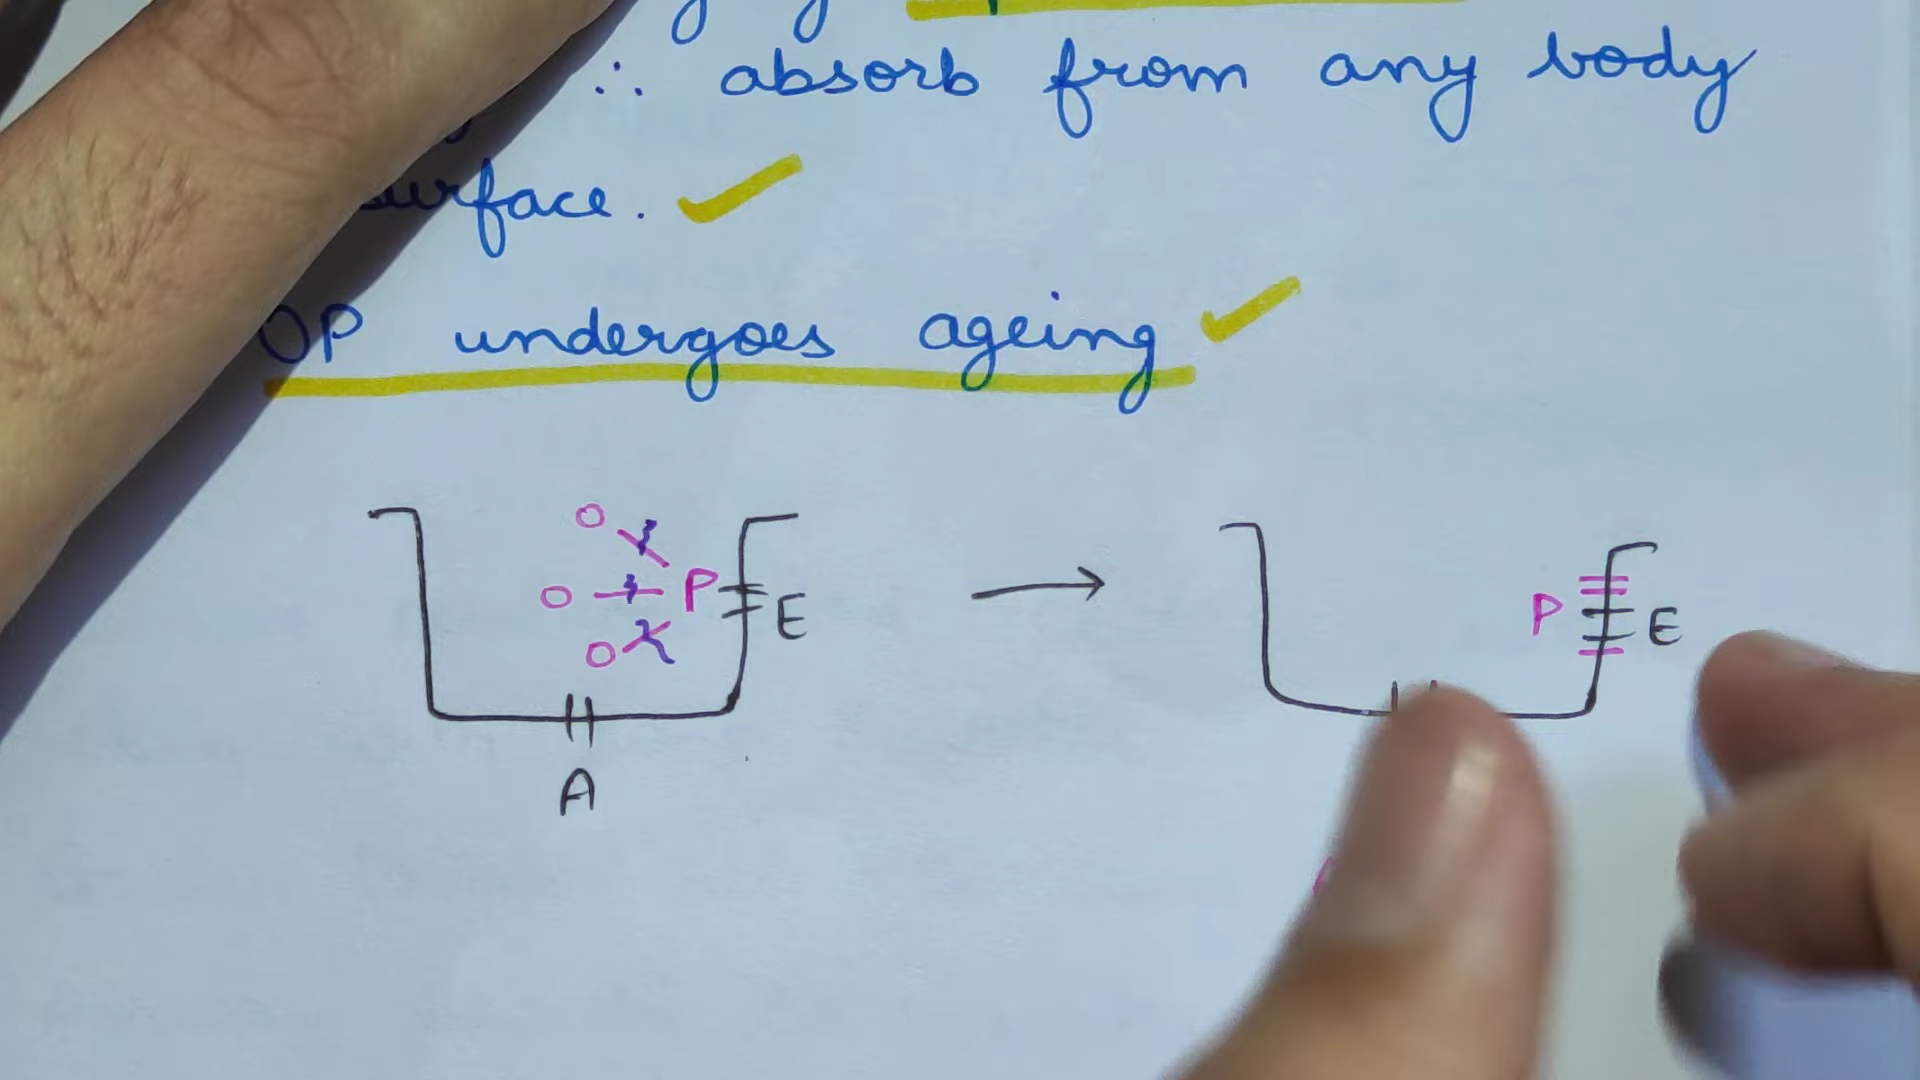 ∴ absorb from any body
surface.
OP undergoes ageing
O
O P E
O
A
P E